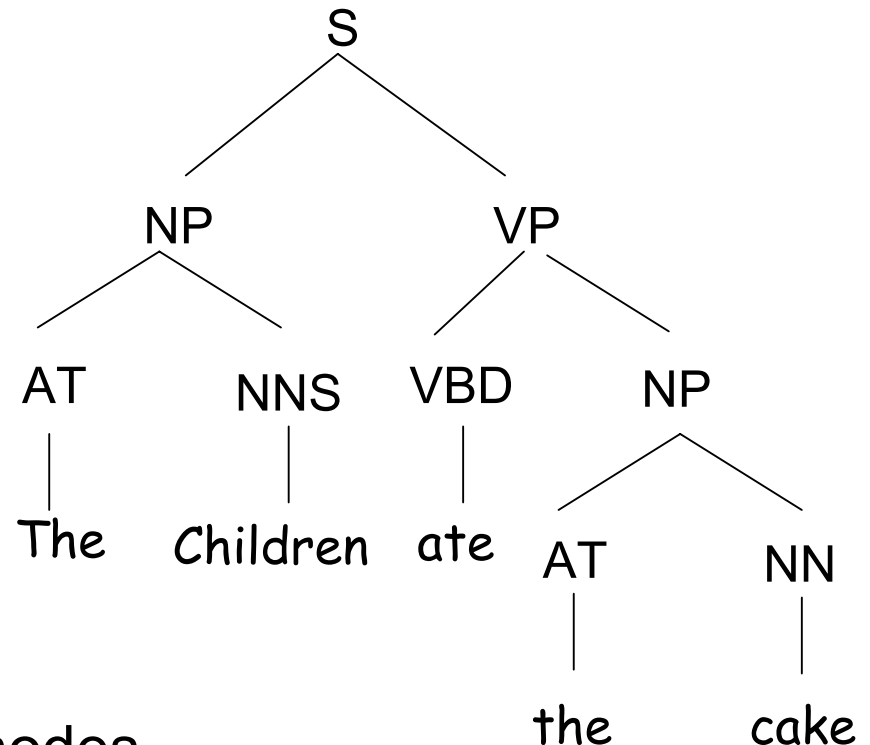 S
NP VP
AT NNS VBD NP
The Children ate
AT NN
the cake